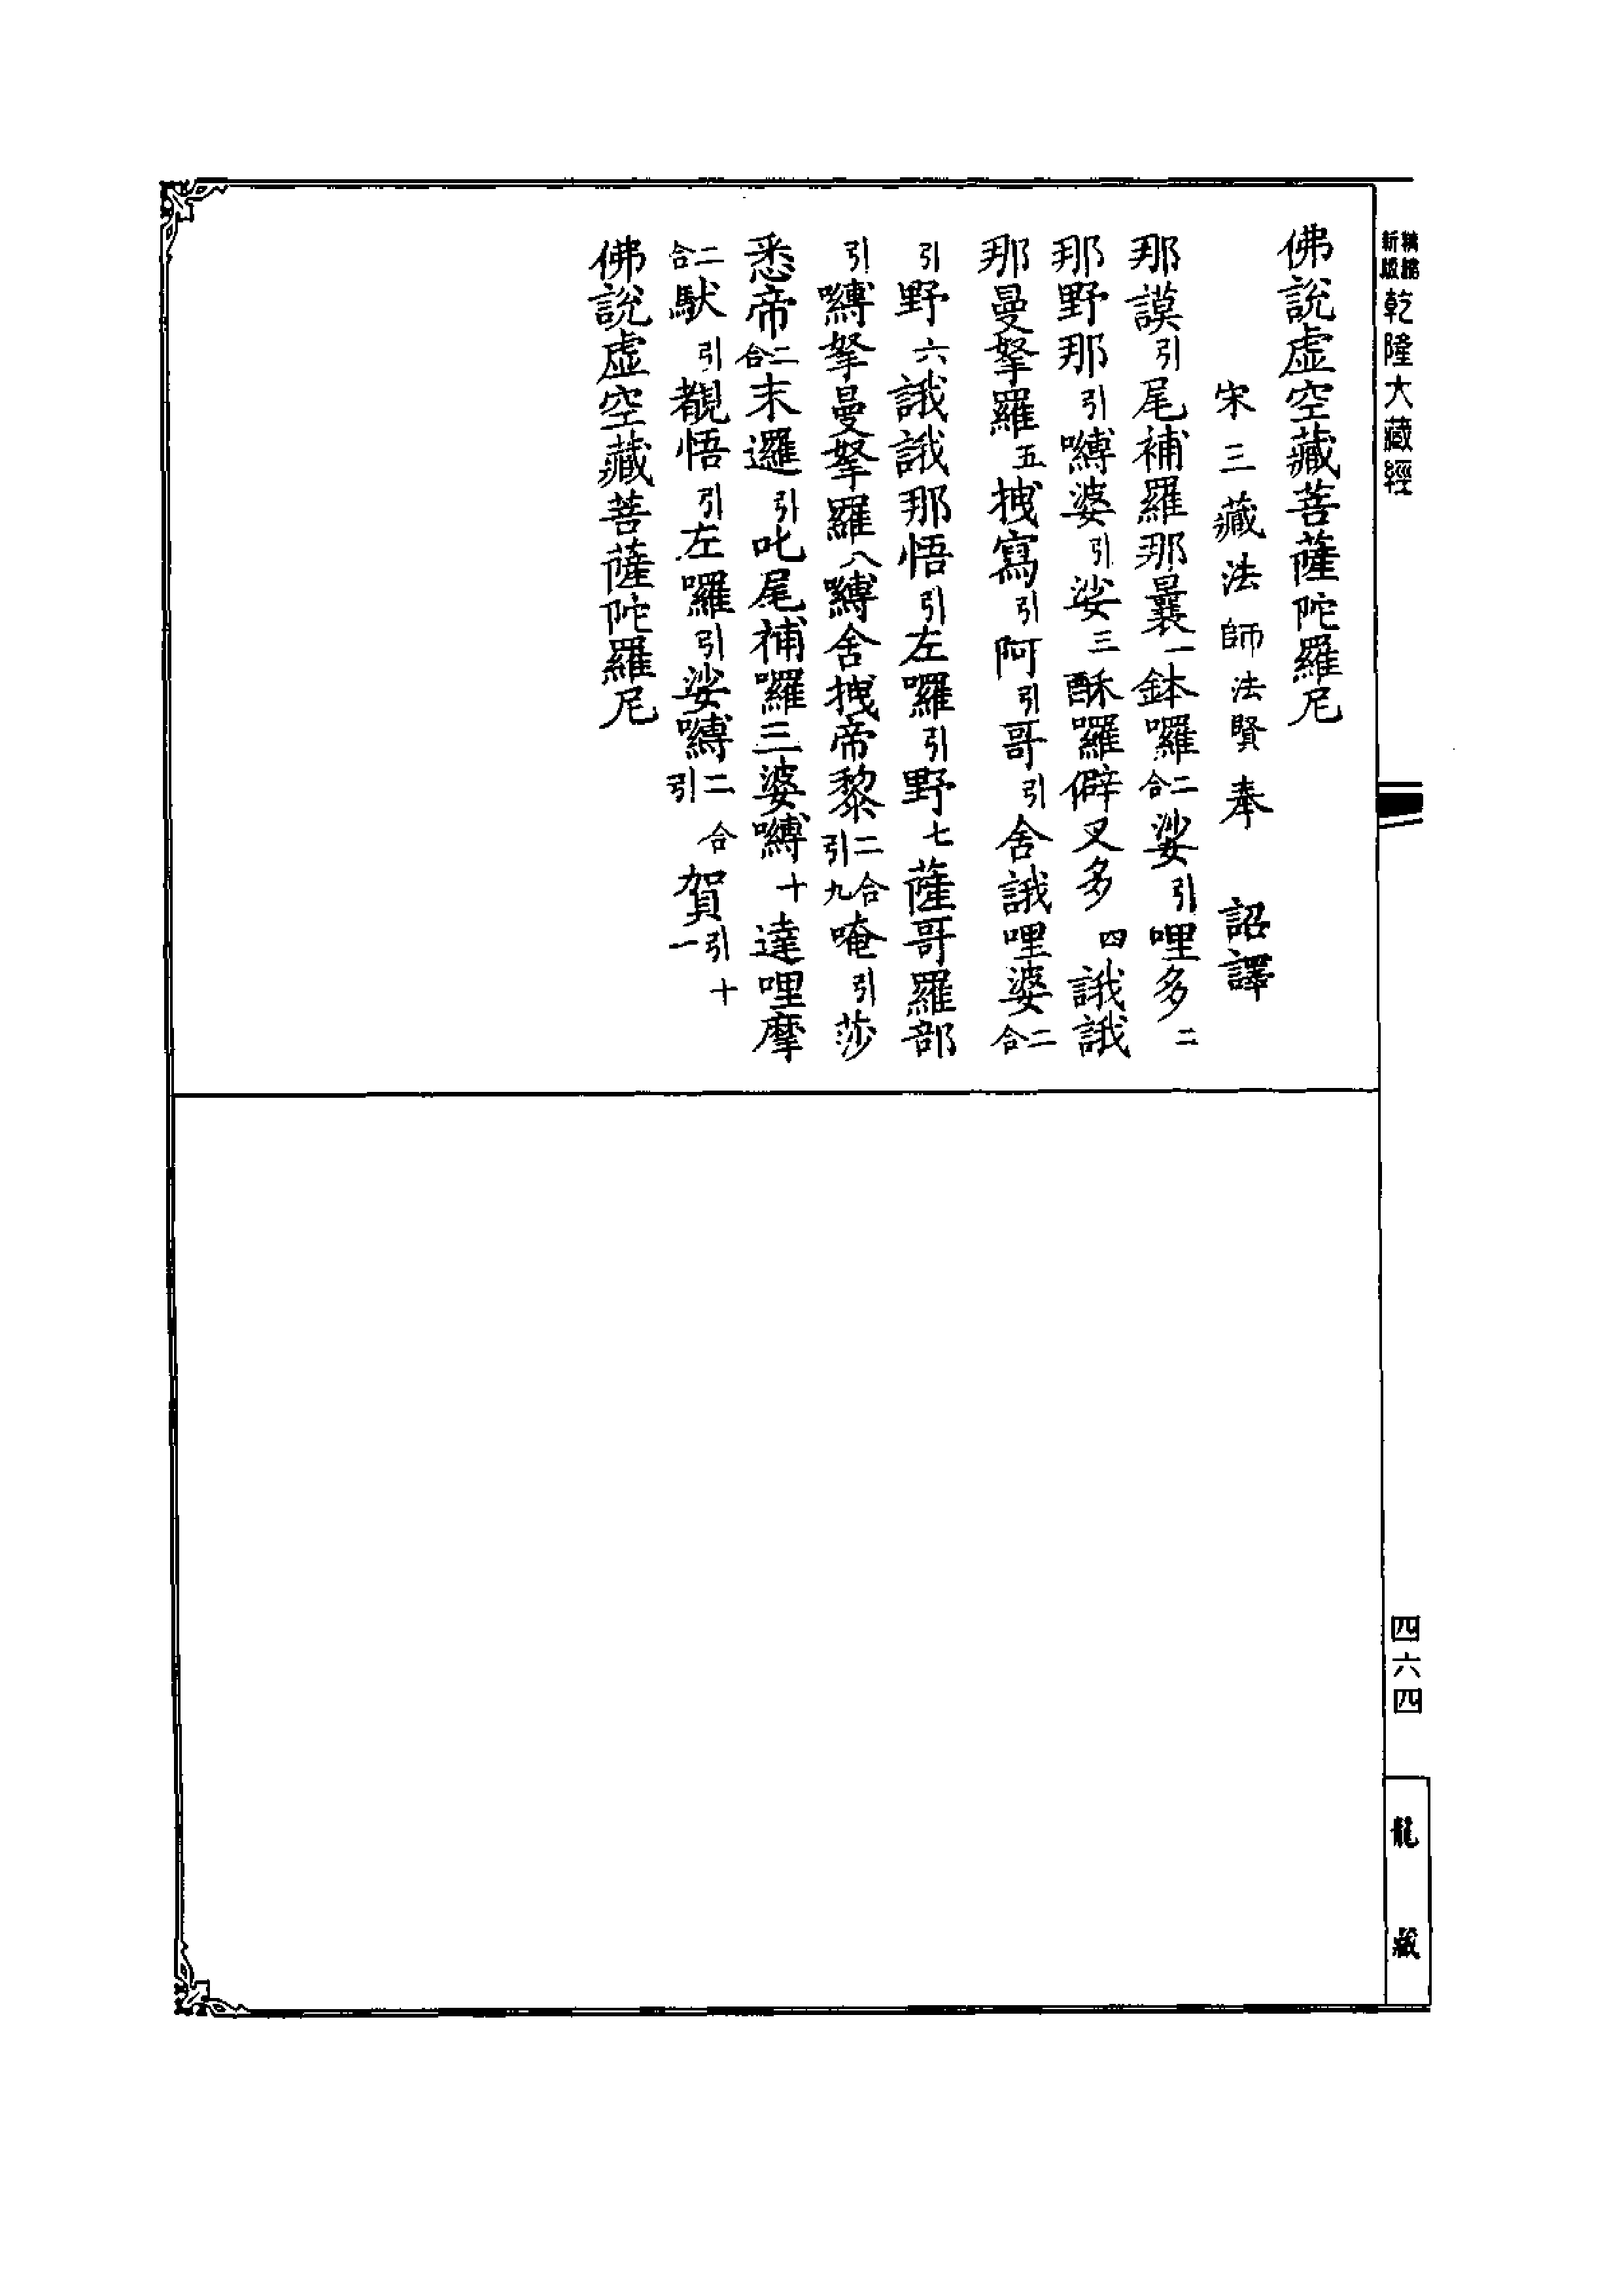 精縮新版
乾隆大藏經
佛說虛空藏菩薩陀羅尼
宋三藏法師法賢奉 詔譯
那謨引尾補羅那曩一鉢囉二合娑引哩多二
那野那引嚩婆引娑三酥羅僻叉多四誐誐
那曼拏羅五拽寫引阿引哥引舍誐哩婆二合
引野六誐誐那悟引左囉引野七薩哥羅部
引嚩拏曼拏羅八嚩舍拽帝黎二合引九唵引莎
悉帝二合末邏引叱尾補囉三婆嚩十達哩摩
二合馱引覩悟引左囉引娑嚩二合引賀引十一
佛說虛空藏菩薩陀羅尼
四六四
龍藏